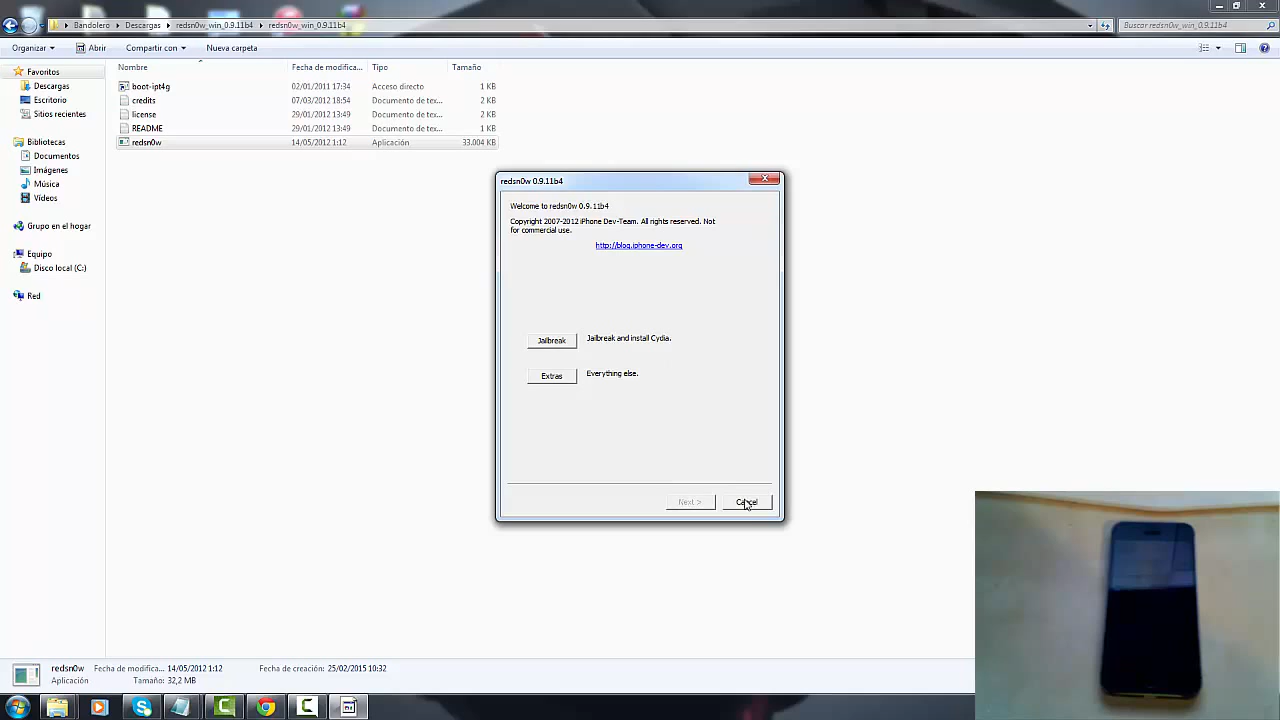 Bandolero ▸ Descargas ▸ redsn0w_win_0.9.11b4 ▸ redsn0w_win_0.9.11b4
Buscar redsn0w_win_0.9.11b4
Organizar ▾ Abrir Compartir con ▾ Nueva carpeta
Favoritos
Descargas
Escritorio
Sitios recientes
Bibliotecas
Documentos
Imágenes
Música
Vídeos
Grupo en el hogar
Equipo
Disco local (C:)
Red
Nombre Fecha de modifica... Tipo Tamaño
boot-ipt4g 02/01/2011 17:34 Acceso directo 1 KB
credits 07/03/2012 18:54 Documento de tex... 2 KB
license 29/01/2012 13:49 Documento de tex... 2 KB
README 29/01/2012 13:49 Documento de tex... 1 KB
redsn0w 14/05/2012 1:12 Aplicación 33.004 KB
redsn0w 0.9.11b4
Welcome to redsn0w 0.9.11b4
Copyright 2007-2012 iPhone Dev-Team. All rights reserved. Not
for commercial use.
http://blog.iphone-dev.org
Jailbreak Jailbreak and install Cydia.
Extras Everything else.
Next > Cancel
redsn0w Fecha de modifica... 14/05/2012 1:12 Fecha de creación: 25/02/2015 10:32
Aplicación Tamaño: 32,2 MB